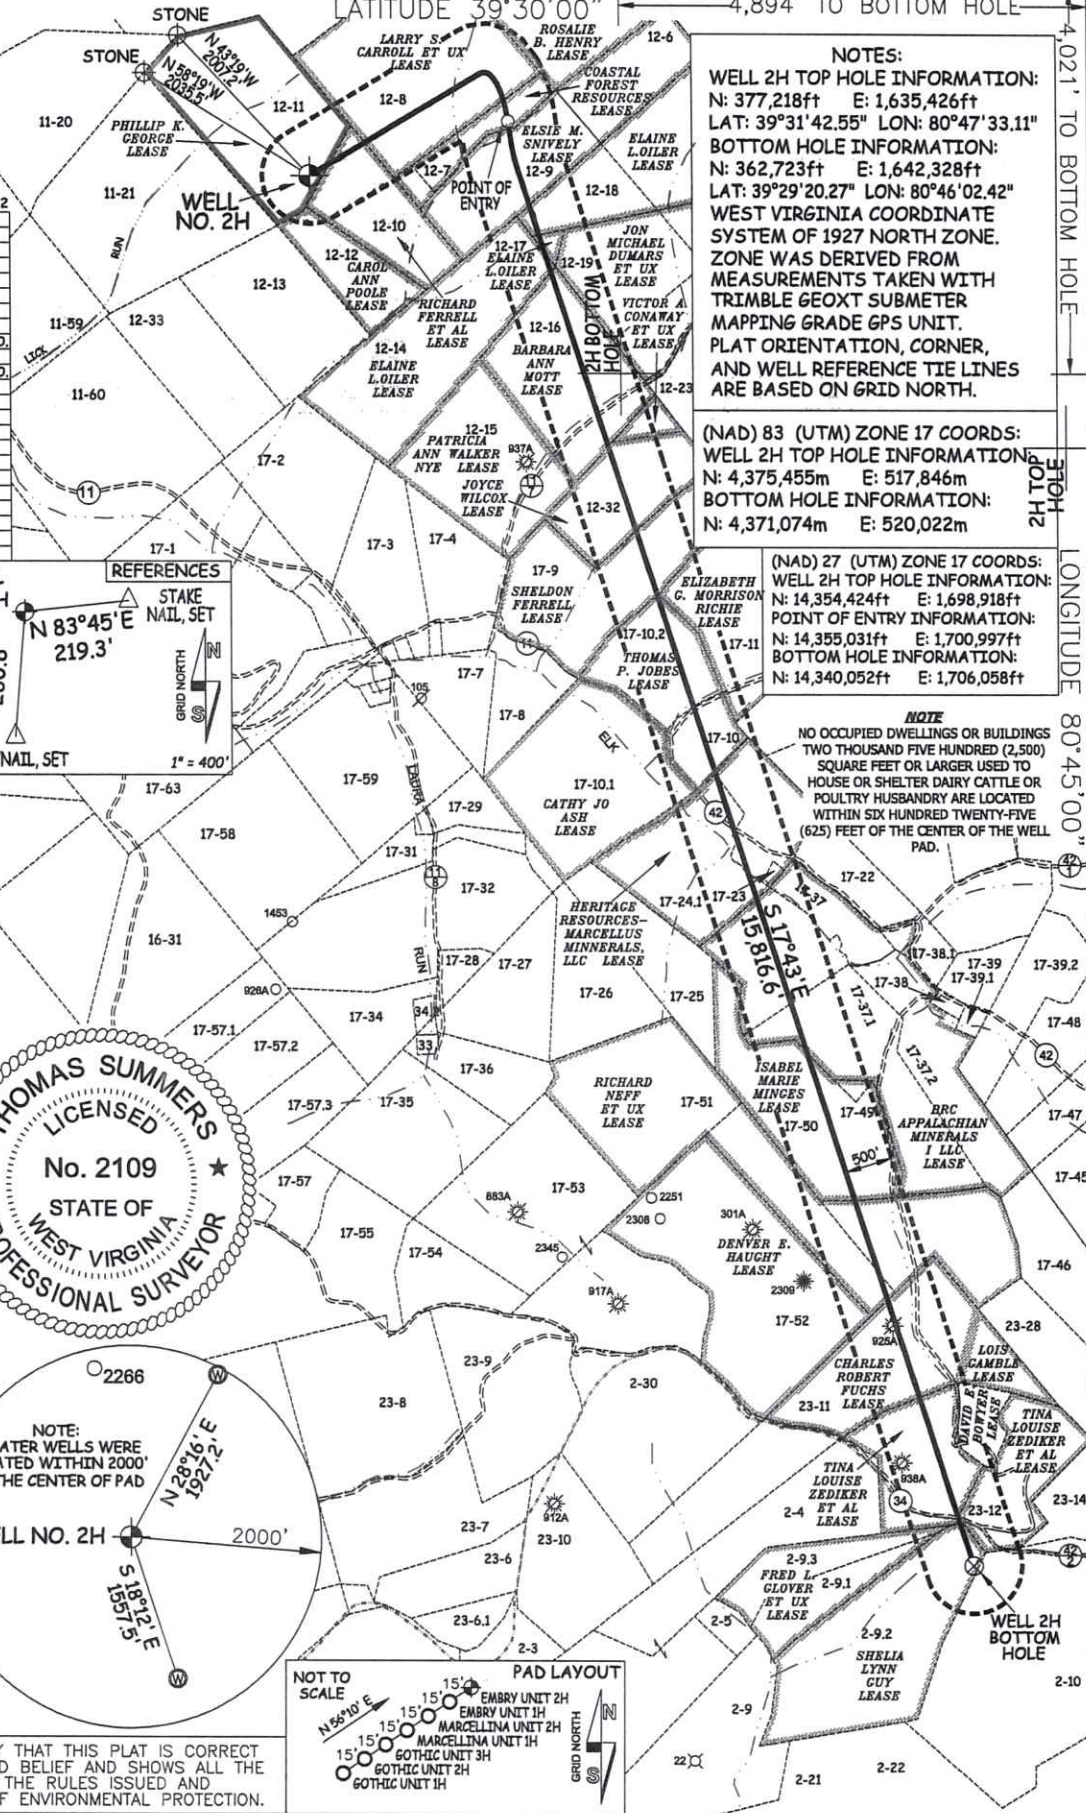 LATITUDE 39°30'00"
4,894' TO BOTTOM HOLE
4,021' TO BOTTOM HOLE
LONGITUDE 80°45'00"
STONE
STONE
N 43°19' W
2007.2'
N 58°19' W
2035.5'
LARRY S.
CARROLL ET UX
LEASE
ROSALIE
B. HENRY
LEASE
12-6
COASTAL
FOREST
RESOURCES
LEASE
12-11
12-8
11-20
PHILLIP K.
GEORGE
LEASE
ELSIE M.
SNIVELY
LEASE
12-9
ELAINE
L.OILER
LEASE
12-7
POINT OF
ENTRY
12-18
11-21
WELL
NO. 2H
12-10
12-12
CAROL
ANN
POOLE
LEASE
12-17
ELAINE
L.OILER
LEASE
12-19
JON
MICHAEL
DUMARS
ET UX
LEASE
RUN
12-13
RICHARD
FERRELL
ET AL
LEASE
VICTOR A
CONAWAY
ET UX
LEASE
2H BOTTOM
HOLE
11-59
12-33
LICK
12-14
ELAINE
L.OILER
LEASE
12-16
BARBARA
ANN
MOTT
LEASE
12-23
11-60
12-15
PATRICIA
ANN WALKER
NYE LEASE
937A
JOYCE
WILCOX
LEASE
12-32
17-2
11
NOTES:
WELL 2H TOP HOLE INFORMATION:
N: 377,218ft E: 1,635,426ft
LAT: 39°31'42.55" LON: 80°47'33.11"
BOTTOM HOLE INFORMATION:
N: 362,723ft E: 1,642,328ft
LAT: 39°29'20.27" LON: 80°46'02.42"
WEST VIRGINIA COORDINATE
SYSTEM OF 1927 NORTH ZONE.
ZONE WAS DERIVED FROM
MEASUREMENTS TAKEN WITH
TRIMBLE GEOXT SUBMETER
MAPPING GRADE GPS UNIT.
PLAT ORIENTATION, CORNER,
AND WELL REFERENCE TIE LINES
ARE BASED ON GRID NORTH.
(NAD) 83 (UTM) ZONE 17 COORDS:
WELL 2H TOP HOLE INFORMATION:
N: 4,375,455m E: 517,846m
BOTTOM HOLE INFORMATION:
N: 4,371,074m E: 520,022m
2H TOP
HOLE
(NAD) 27 (UTM) ZONE 17 COORDS:
WELL 2H TOP HOLE INFORMATION:
N: 14,354,424ft E: 1,698,918ft
POINT OF ENTRY INFORMATION:
N: 14,355,031ft E: 1,700,997ft
BOTTOM HOLE INFORMATION:
N: 14,340,052ft E: 1,706,058ft
17-1
17-3
17-4
17-9
SHELDON
FERRELL
LEASE
ELIZABETH
G. MORRISON
RICHIE
LEASE
17-10.2
17-11
THOMAS
P. JOBES
LEASE
REFERENCES
STAKE
NAIL, SET
N 83°45' E
219.3'
GRID NORTH
N
S
NAIL, SET
1" = 400'
NOTE
NO OCCUPIED DWELLINGS OR BUILDINGS
TWO THOUSAND FIVE HUNDRED (2,500)
SQUARE FEET OR LARGER USED TO
HOUSE OR SHELTER DAIRY CATTLE OR
POULTRY HUSBANDRY ARE LOCATED
WITHIN SIX HUNDRED TWENTY-FIVE
(625) FEET OF THE CENTER OF THE WELL
PAD.
17-7
105
17-8
ELK
17-10
17-63
17-59
LAURA
17-29
17-10.1
CATHY JO
ASH
LEASE
42
17-58
17-31
11
8
17-32
17-22
17-23
17-24.1
17-37
1453
HERITAGE
RESOURCES-
MARCELLUS
MINNERALS,
LLC LEASE
S 17°43' E
15,816.6'
16-31
RUN
17-28
17-27
17-38.1
17-39
17-39.1
17-39.2
926A
17-26
17-25
17-38
17-37.1
17-34
33
17-57.1
17-57.2
17-48
42
17-36
17-37.2
RICHARD
NEFF
ET UX
LEASE
17-51
ISABEL
MARIE
MINGES
LEASE
17-50
17-49
BRC
APPALACHIAN
MINERALS
I LLC
LEASE
17-47
17-57.3
17-35
500'
17-45
THOMAS SUMMERS
LICENSED
No. 2109
STATE OF
WEST VIRGINIA
PROFESSIONAL SURVEYOR
17-57
17-53
683A
2251
2308
301A
DENVER E.
HAUGHT
LEASE
17-55
17-54
2345
2309
17-46
917A
17-52
925A
23-28
LOIS
GAMBLE
LEASE
2266
23-9
2-30
CHARLES
ROBERT
FUCHS
LEASE
23-11
23-8
DAVID E.
BOWYER
LEASE
TINA
LOUISE
ZEDIKER
ET AL
LEASE
NOTE:
ATER WELLS WERE
ATED WITHIN 2000'
THE CENTER OF PAD
N 28°16' E
1927.2'
W
LL NO. 2H
2000'
S 18°12' E
1557.5'
W
TINA
LOUISE
ZEDIKER
ET AL
LEASE
938A
34
2-4
23-12
23-14
912A
23-7
23-10
23-6
2-9.3
FRED L.
GLOVER
ET UX
LEASE
2-9.1
42
2
23-6.1
2-5
2-3
2-9.2
SHELIA
LYNN
GUY
LEASE
WELL 2H
BOTTOM
HOLE
2-10
2-9
22
2-21
2-22
NOT TO
SCALE
PAD LAYOUT
N 56°10' E
15' EMBRY UNIT 2H
15' EMBRY UNIT 1H
15' MARCELLINA UNIT 2H
15' MARCELLINA UNIT 1H
15' GOTHIC UNIT 3H
15' GOTHIC UNIT 2H
GOTHIC UNIT 1H
GRID NORTH
N
S
Y THAT THIS PLAT IS CORRECT
D BELIEF AND SHOWS ALL THE
THE RULES ISSUED AND
F ENVIRONMENTAL PROTECTION.